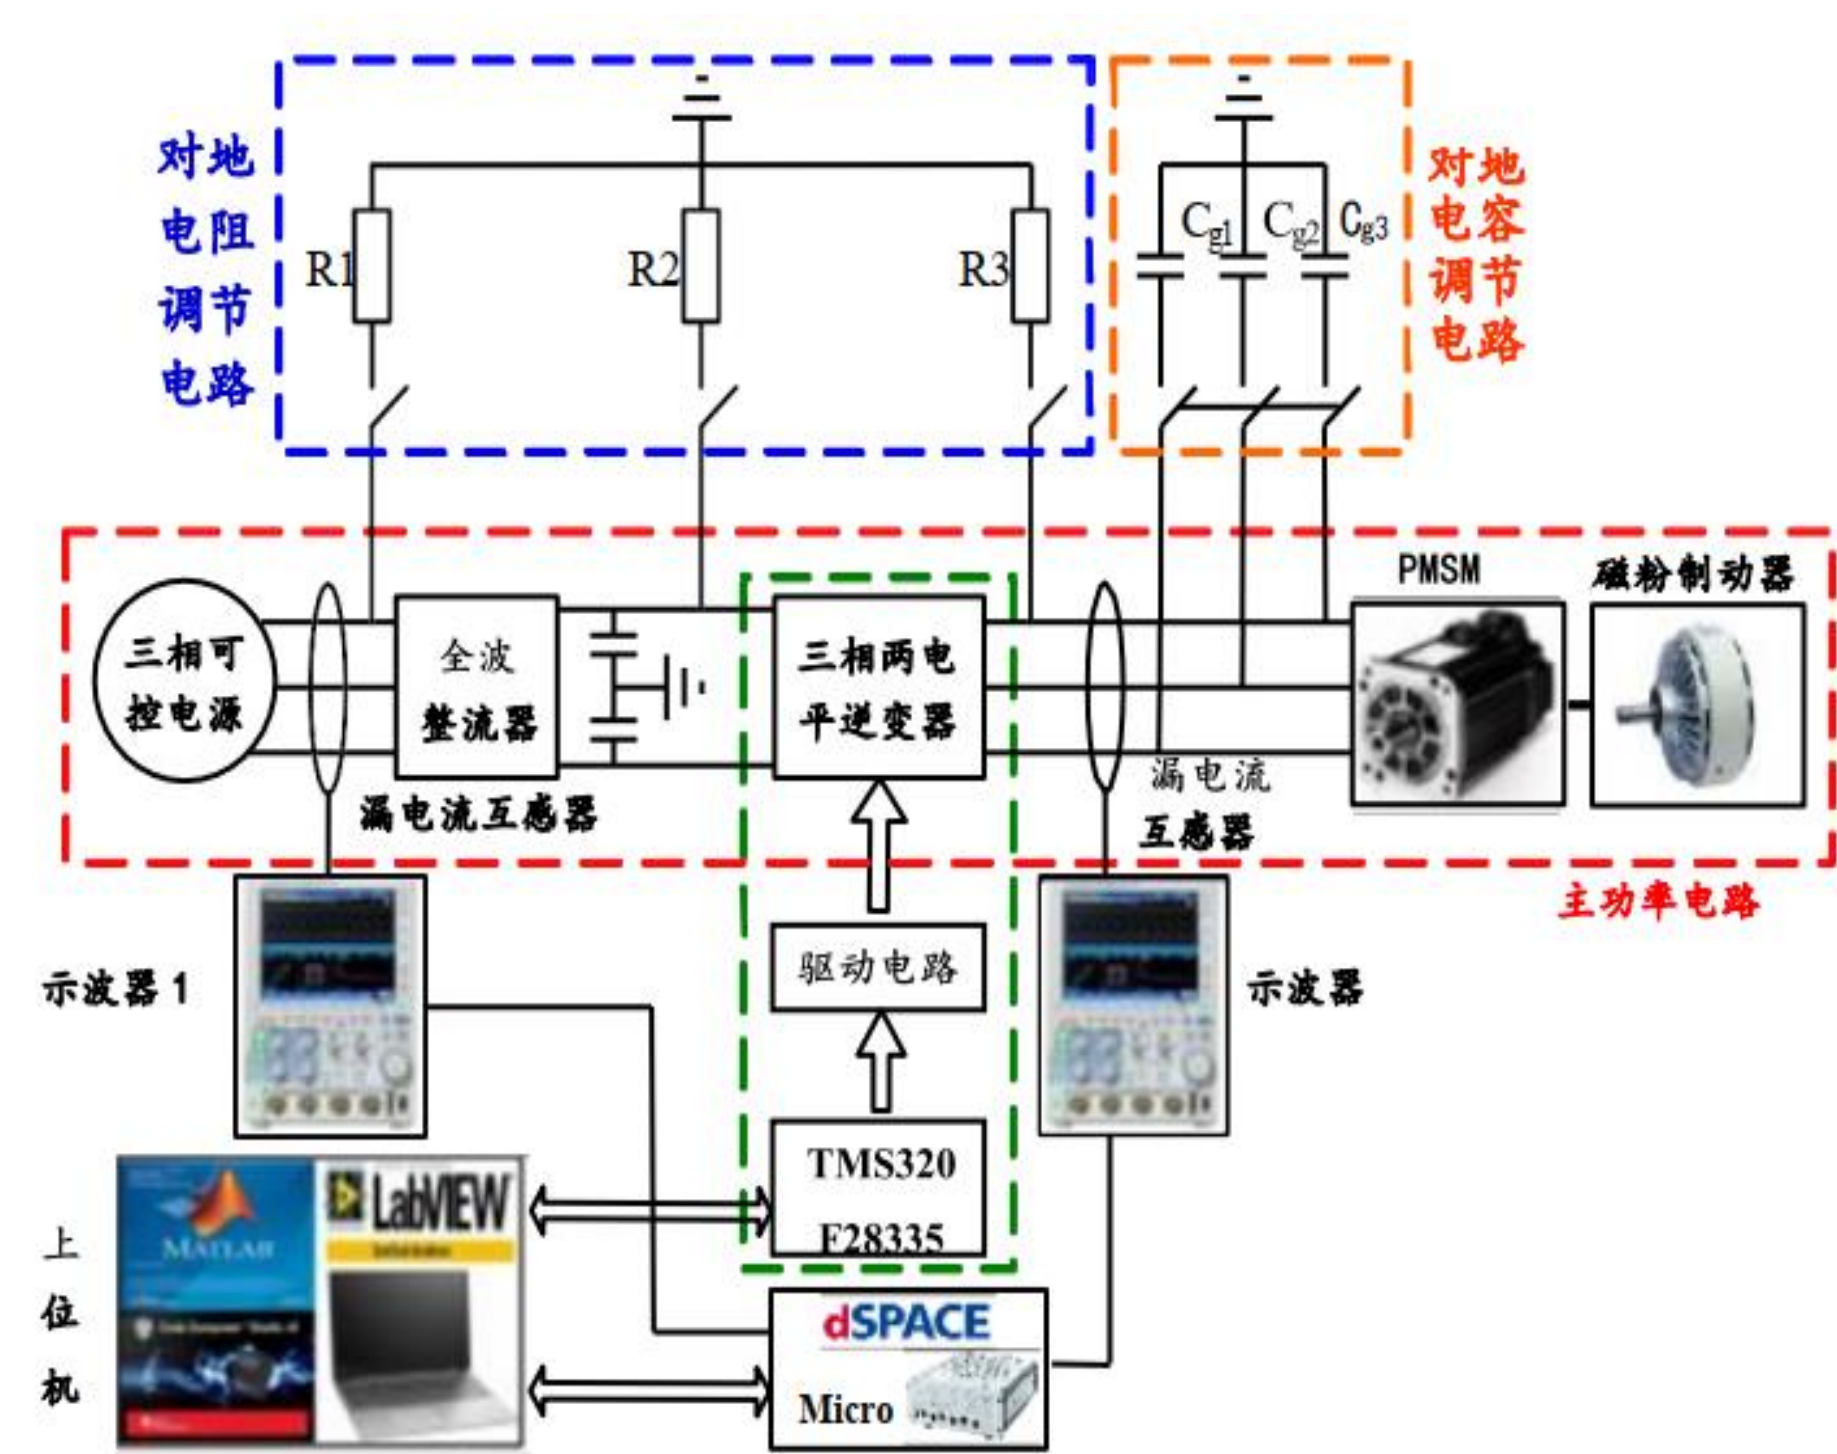 对地
电阻
调节
电路
R1
R2
R3
Cg1
Cg2
Cg3
对地
电容
调节
电路
三相可
控电源
全波
整流器
漏电流互感器
三相两电
平逆变器
漏电流
互感器
PMSM
磁粉制动器
主功率电路
示波器1
驱动电路
示波器
TMS320
F28335
上
位
机
MATLAB
LabVIEW
dSPACE
Micro